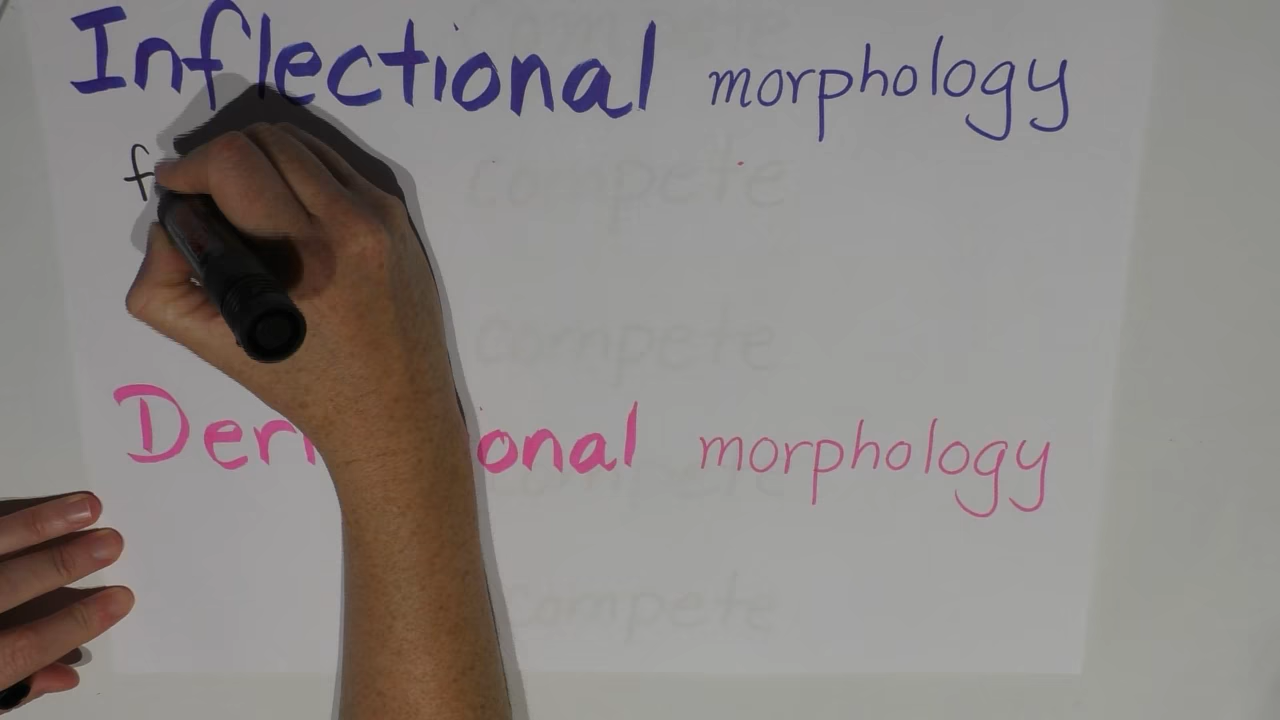 Inflectional morphology
f
compete
compete
morphology
compete